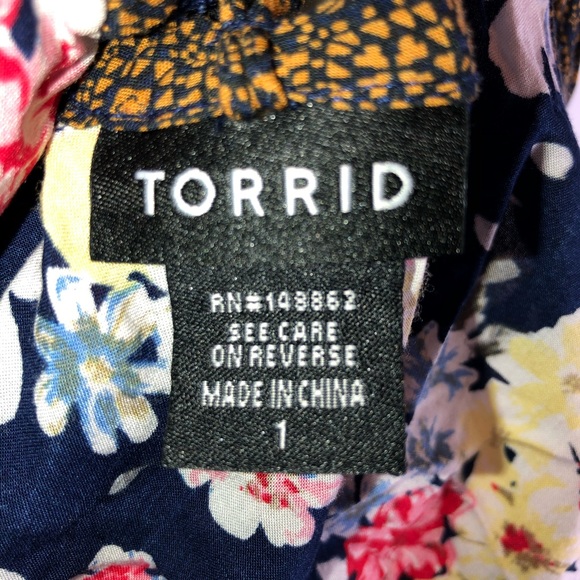 TORRID
RN#143862
SEE CARE
ON REVERSE
MADE IN CHINA
1